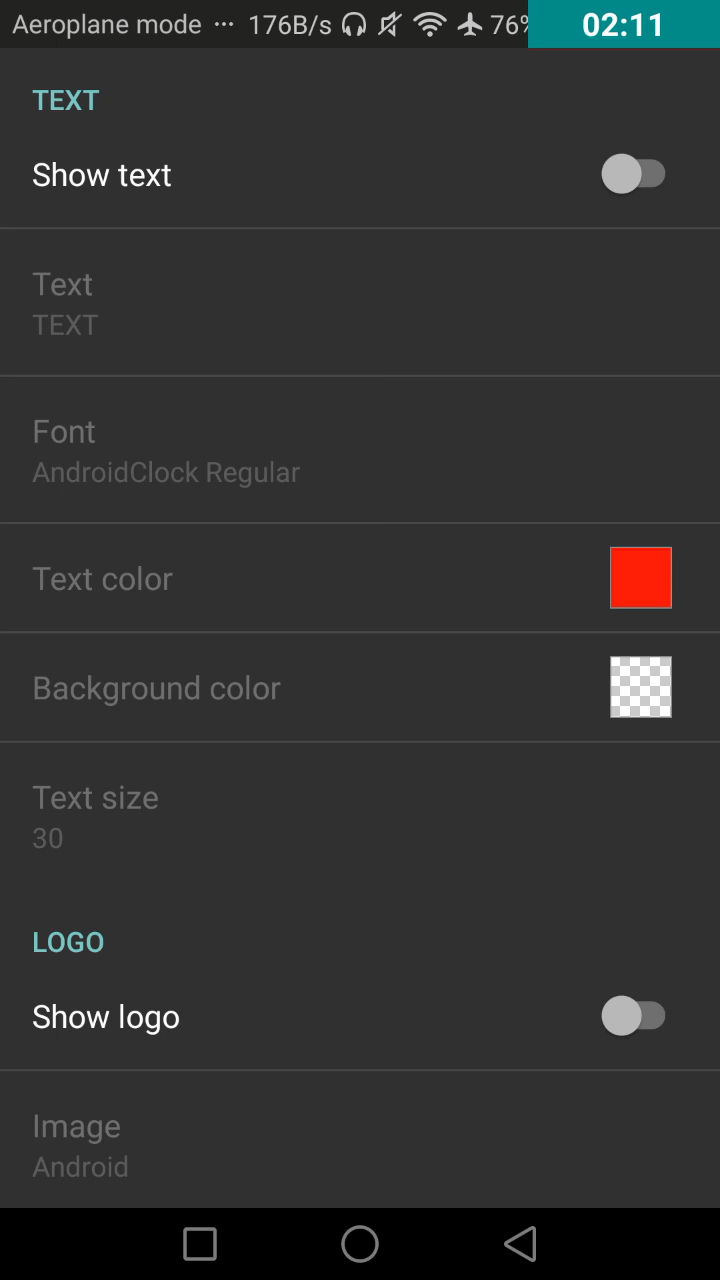 Aeroplane mode ··· 176B/s 76% 02:11
TEXT
Show text
Text
TEXT
Font
AndroidClock Regular
Text color
Background color
Text size
30
LOGO
Show logo
Image
Android